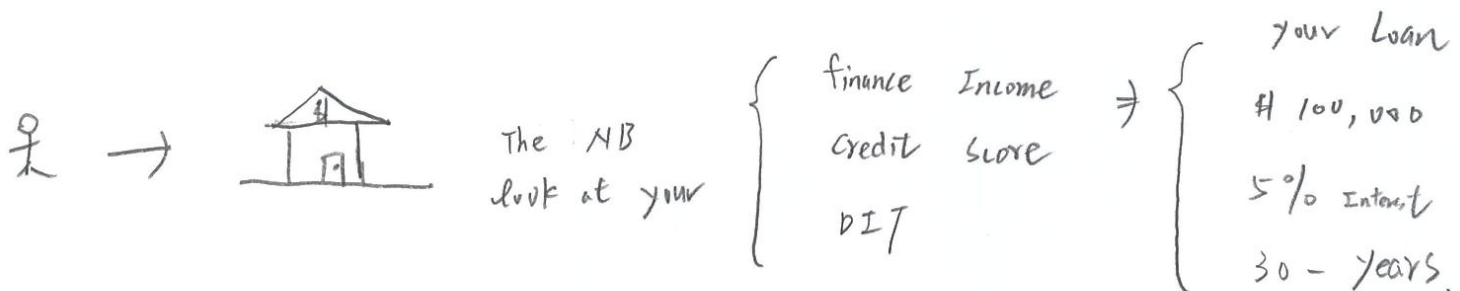 $
The NB
look at your
finance Income
credit score
DIT
your Loan
$ 100,000
5% Interest
30 - years.